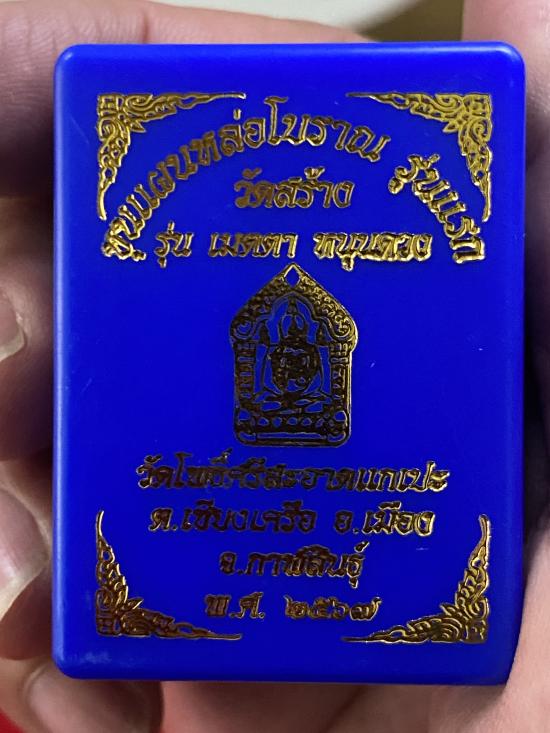 ขุนแผนหล่อโบราณ รุ่นแรก
วัดสร้าง
รุ่น เมตตา หนุนดวง
วัดโพธิ์ศรีสะอาดแกเปะ
ต.เชียงเครือ อ.เมือง
จ.กาฬสินธุ์
พ.ศ. ๒๕๖๗